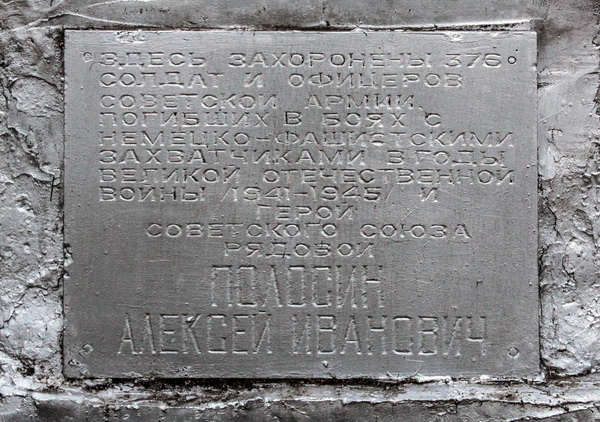 ЗДЕСЬ ЗАХОРОНЕНЫ 376
СОЛДАТ И ОФИЦЕРОВ
СОВЕТСКОЙ АРМИИ,
ПОГИБШИХ В БОЯХ С
НЕМЕЦКО-ФАШИСТСКИМИ
ЗАХВАТЧИКАМИ В ГОДЫ
ВЕЛИКОЙ ОТЕЧЕСТВЕННОЙ
ВОЙНЫ /1941-1945/ И
ГЕРОЙ
СОВЕТСКОГО СОЮЗА
РЯДОВОЙ
ПОЛОСИН
АЛЕКСЕЙ ИВАНОВИЧ